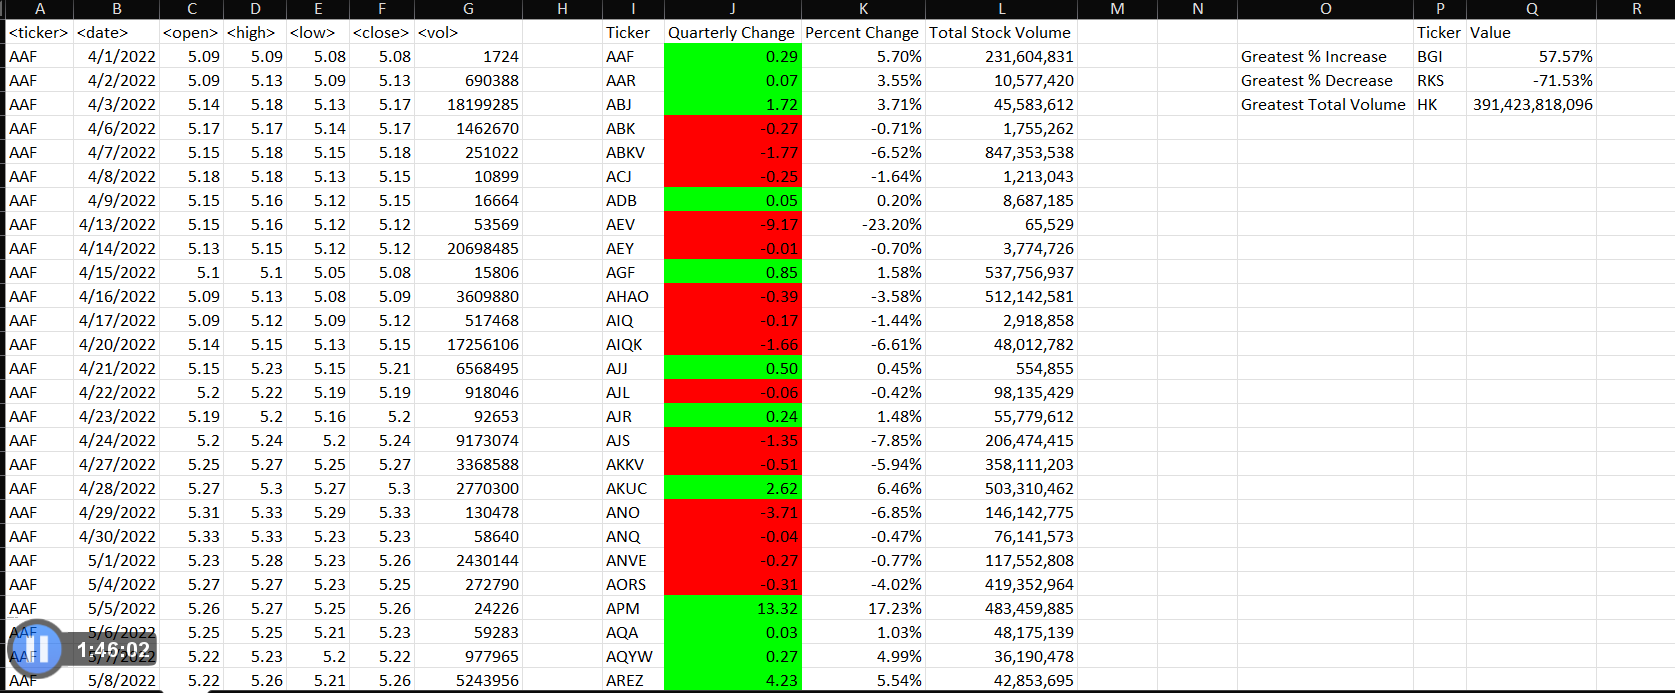 A B C D E F G H I J K L M N O P Q R
<ticker> <date> <open> <high> <low> <close> <vol> Ticker Quarterly Change Percent Change Total Stock Volume Ticker Value
AAF 4/1/2022 5.09 5.09 5.08 5.08 1724 AAF 0.29 5.70% 231,604,831 Greatest % Increase BGI 57.57%
AAF 4/2/2022 5.09 5.13 5.09 5.13 690388 AAR 0.07 3.55% 10,577,420 Greatest % Decrease RKS -71.53%
AAF 4/3/2022 5.14 5.18 5.13 5.17 18199285 ABJ 1.72 3.71% 45,583,612 Greatest Total Volume HK 391,423,818,096
AAF 4/6/2022 5.17 5.17 5.14 5.17 1462670 ABK -0.27 -0.71% 1,755,262
AAF 4/7/2022 5.15 5.18 5.15 5.18 251022 ABKV -1.77 -6.52% 847,353,538
AAF 4/8/2022 5.18 5.18 5.13 5.15 10899 ACJ -0.25 -1.64% 1,213,043
AAF 4/9/2022 5.15 5.16 5.12 5.15 16664 ADB 0.05 0.20% 8,687,185
AAF 4/13/2022 5.15 5.16 5.12 5.15 53569 AEV -9.17 -23.20% 65,529
AAF 4/14/2022 5.13 5.15 5.12 5.12 20698485 AEY -0.01 -0.70% 3,774,726
AAF 4/15/2022 5.1 5.1 5.05 5.08 15806 AGF 0.85 1.58% 537,756,937
AAF 4/16/2022 5.09 5.13 5.08 5.09 3609880 AHAO -0.39 -3.58% 512,142,581
AAF 4/17/2022 5.09 5.12 5.09 5.12 517468 AIQ -0.17 -1.44% 2,918,858
AAF 4/20/2022 5.14 5.15 5.13 5.15 17256106 AIQK -1.66 -6.61% 48,012,782
AAF 4/21/2022 5.15 5.23 5.15 5.21 6568495 AJJ 0.50 0.45% 554,855
AAF 4/22/2022 5.2 5.22 5.19 5.19 918046 AJL -0.06 -0.42% 98,135,429
AAF 4/23/2022 5.19 5.2 5.16 5.2 92653 AJR 0.24 1.48% 55,779,612
AAF 4/24/2022 5.2 5.24 5.2 5.24 9173074 AJS -1.35 -7.85% 206,474,415
AAF 4/27/2022 5.25 5.27 5.25 5.27 3368588 AKKV -0.51 -5.94% 358,111,203
AAF 4/28/2022 5.27 5.3 5.27 5.3 2770300 AKUC 2.62 6.46% 503,310,462
AAF 4/29/2022 5.31 5.33 5.29 5.33 130478 ANO -3.71 -6.85% 146,142,775
AAF 4/30/2022 5.33 5.33 5.23 5.23 58640 ANQ -0.04 -0.47% 76,141,573
AAF 5/1/2022 5.23 5.28 5.23 5.26 2430144 ANVE -0.27 -0.77% 117,552,808
AAF 5/4/2022 5.27 5.27 5.23 5.25 272790 AORS -0.31 -4.02% 419,352,964
AAF 5/5/2022 5.26 5.27 5.25 5.26 24226 APM 13.32 17.23% 483,459,885
AAF 5/6/2022 5.25 5.25 5.21 5.23 59283 AQA 0.03 1.03% 48,175,139
1:46:02
AAF 5/7/2022 5.22 5.23 5.2 5.22 977965 AQYW 0.27 4.99% 36,190,478
AAF 5/8/2022 5.22 5.26 5.21 5.26 5243956 AREZ 4.23 5.54% 42,853,695